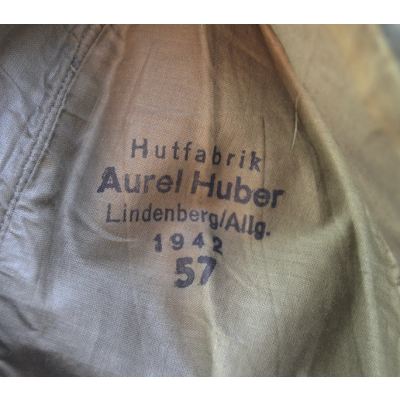 Hutfabrik
Aurel Huber
Lindenberg/Allg.
1942
57